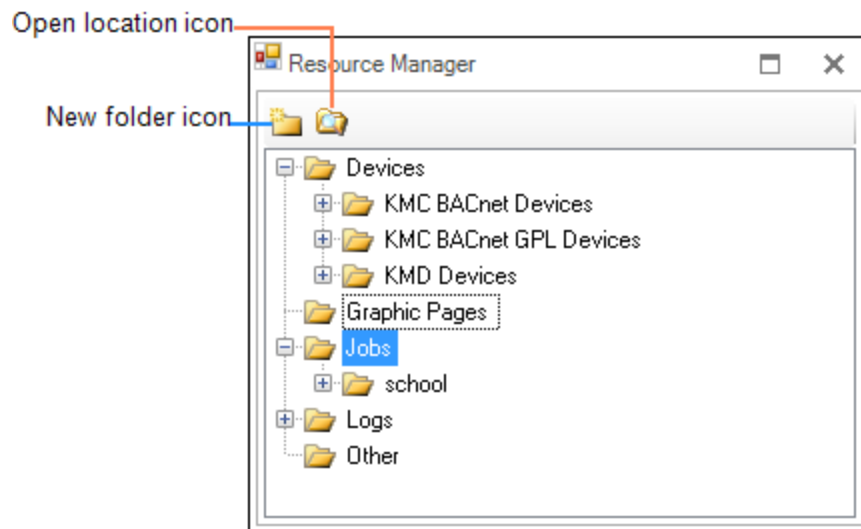 Open location icon
Resource Manager
New folder icon
Devices
KMC BACnet Devices
KMC BACnet GPL Devices
KMD Devices
Graphic Pages
Jobs
school
Logs
Other